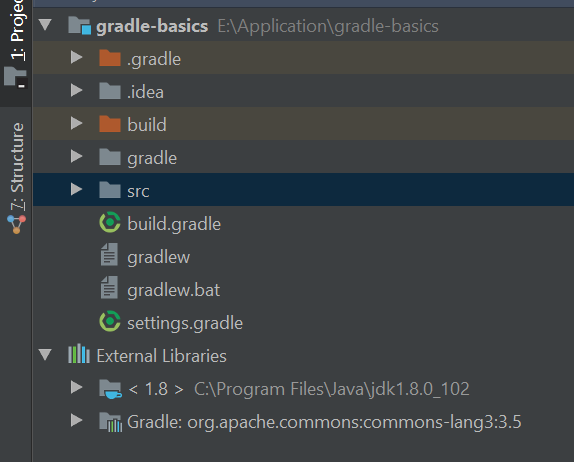 1: Project
7: Structure
gradle-basics E:\Application\gradle-basics
.gradle
.idea
build
gradle
src
build.gradle
gradlew
gradlew.bat
settings.gradle
External Libraries
< 1.8 > C:\Program Files\Java\jdk1.8.0_102
Gradle: org.apache.commons:commons-lang3:3.5